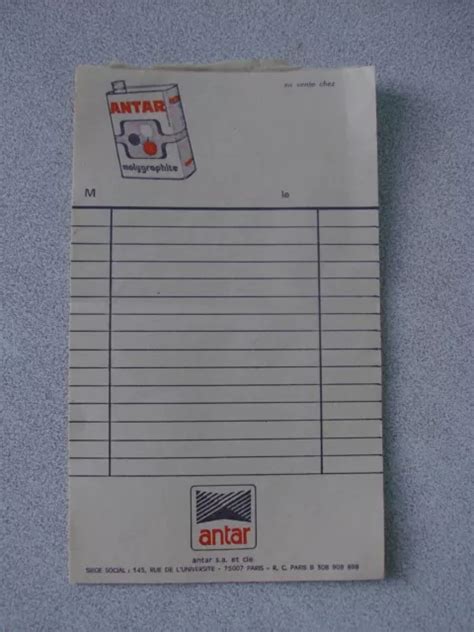 en vente chez
ANTAR
molygraphite
M le
antar
antar s.a. et cie
SIEGE SOCIAL : 145, RUE DE L'UNIVERSITE - 75007 PARIS - R. C. PARIS B 308 908 898